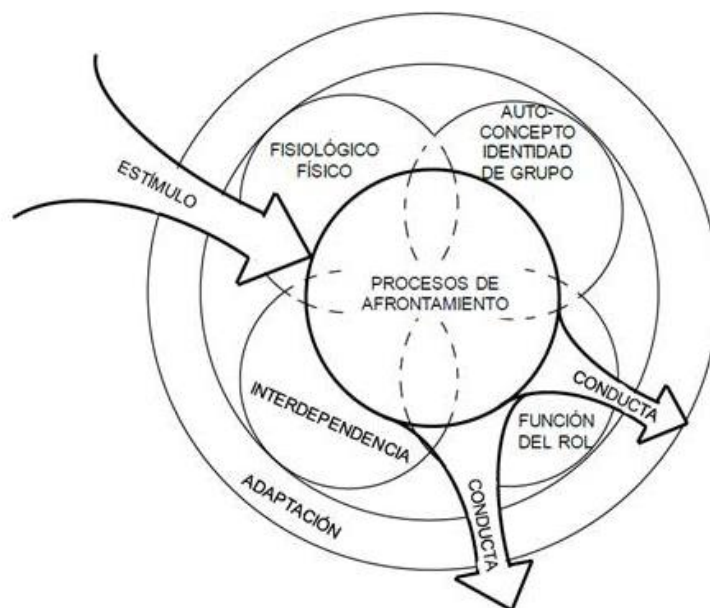 ESTÍMULO
FISIOLÓGICO
FÍSICO
AUTO-
CONCEPTO
IDENTIDAD
DE GRUPO
PROCESOS DE
AFRONTAMIENTO
INTERDEPENDENCIA
CONDUCTA
FUNCIÓN
DEL ROL
CONDUCTA
ADAPTACIÓN